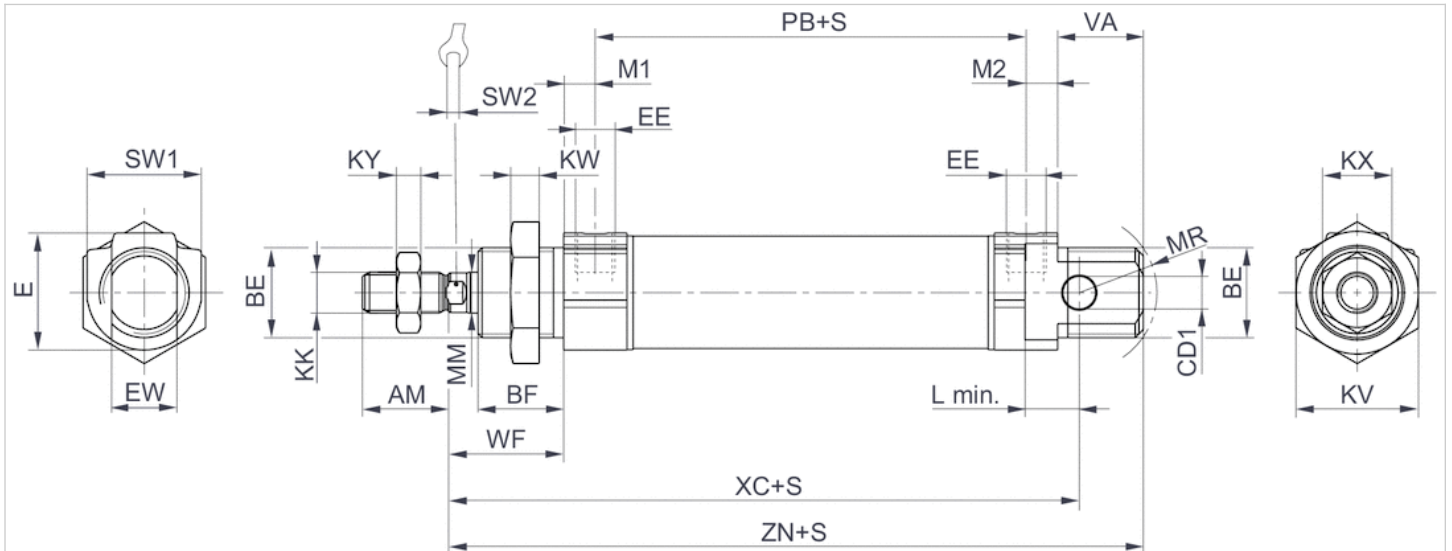 PB+S
VA
M1
M2
SW2
EE
SW1
KY
KW
EE
KX
MR
E
BE
BE
KK
MM
CD1
EW
AM
BF
L min.
KV
WF
XC+S
ZN+S